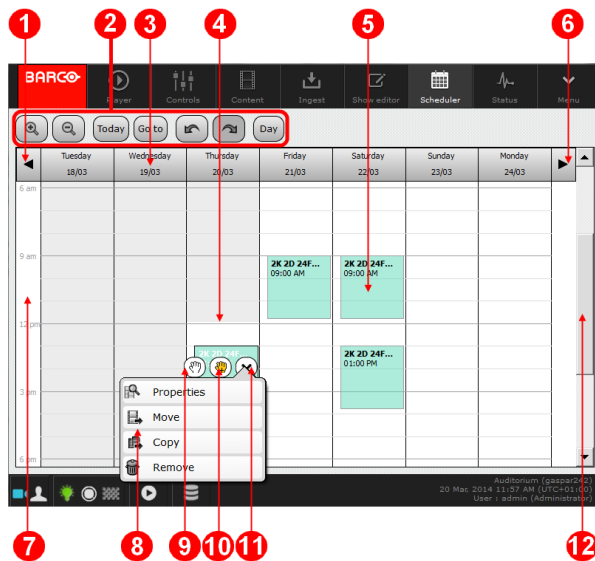 1 2 3 4 5 6
BARCO
Player Controls Content Ingest Show editor Scheduler Status Menu
Today Go to Day
Tuesday Wednesday Thursday Friday Saturday Sunday Monday
18/03 19/03 20/03 21/03 22/03 23/03 24/03
6 am
9 am
2K 2D 24F... 2K 2D 24F...
09:00 AM 09:00 AM
12 pm
2K 2D 24F... 2K 2D 24F...
01:00 PM
3 pm
Properties
Move
Copy
Remove
6 pm
Auditorium (gaspar242)
20 Mac 2014 11:57 AM (UTC+01:00)
User : admin (Administrator)
7 8 9 10 11 12